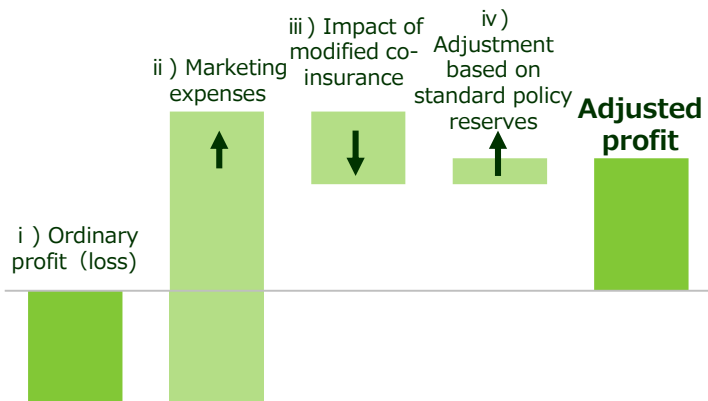 ⅰ）Ordinary
profit（loss)
ⅱ）Marketing
expenses
ⅲ）Impact of
modified co-
insurance
ⅳ）
Adjustment
based on
standard policy
reserves
Adjusted
profit